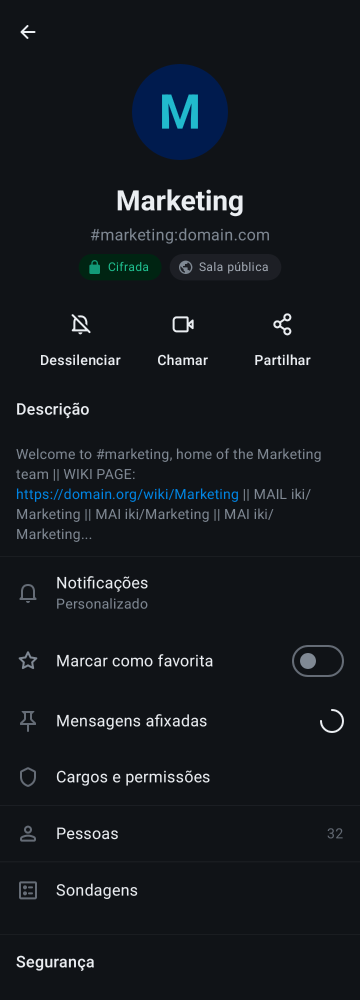 M
Marketing
#marketing:domain.com
Cifrada
Sala pública
Dessilenciar
Chamar
Partilhar
Descrição
Welcome to #marketing, home of the Marketing
team || WIKI PAGE:
https://domain.org/wiki/Marketing || MAIL iki/
Marketing || MAI iki/Marketing || MAI iki/
Marketing...
Notificações
Personalizado
Marcar como favorita
Mensagens afixadas
Cargos e permissões
Pessoas 32
Sondagens
Segurança